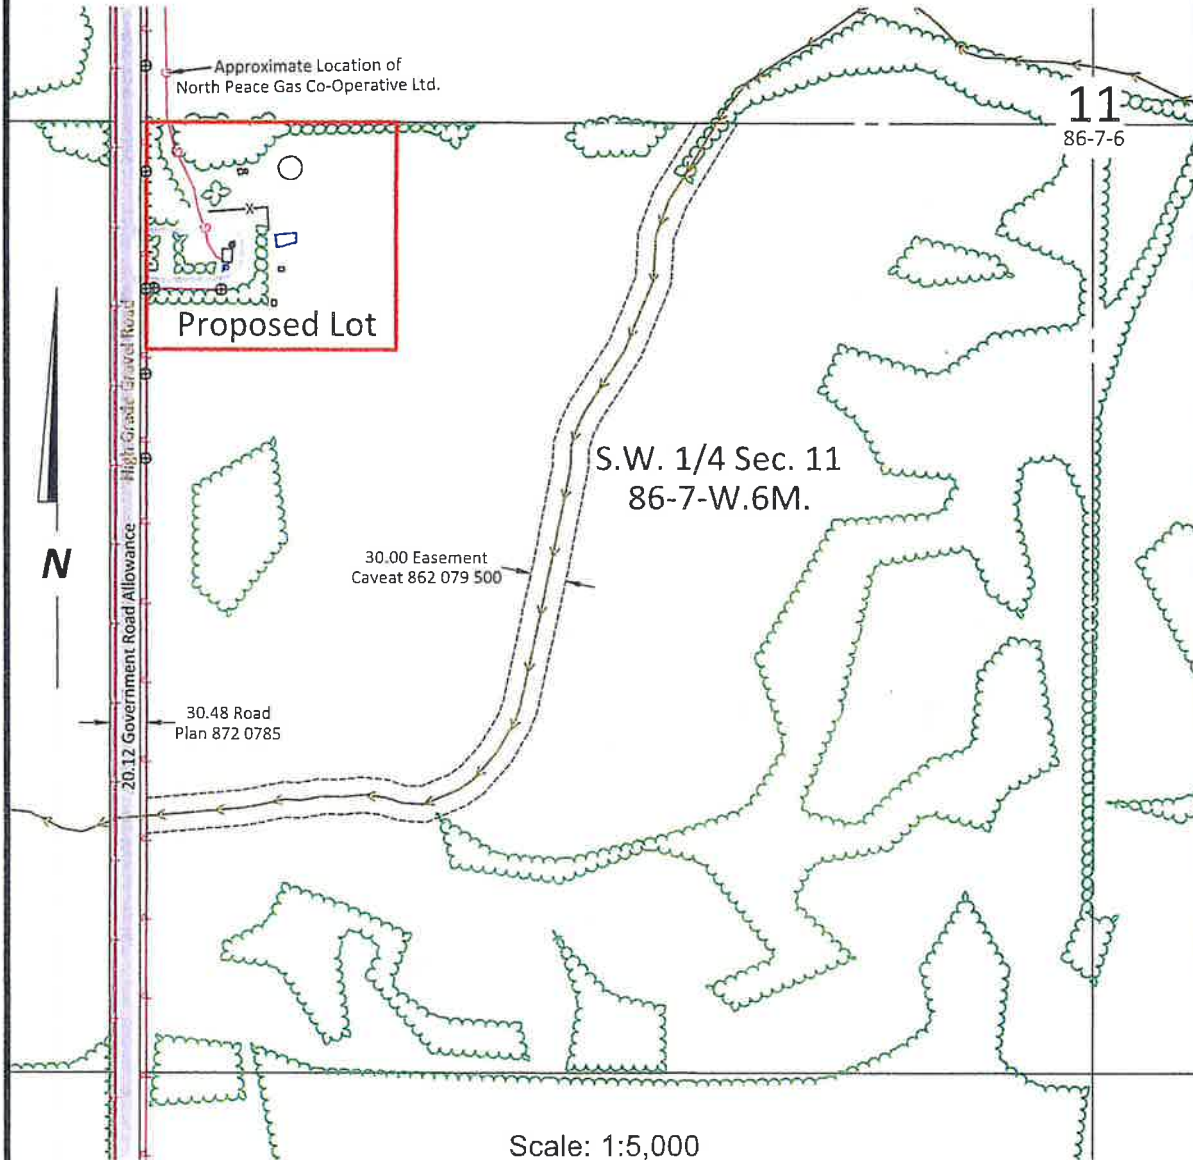 Approximate Location of
North Peace Gas Co-Operative Ltd.
11
86-7-6
X
Proposed Lot
High Grade Gravel Road
S.W. 1/4 Sec. 11
86-7-W.6M.
N
30.00 Easement
Caveat 862 079 500
20.12 Government Road Allowance
30.48 Road
Plan 872 0785
Scale: 1:5,000